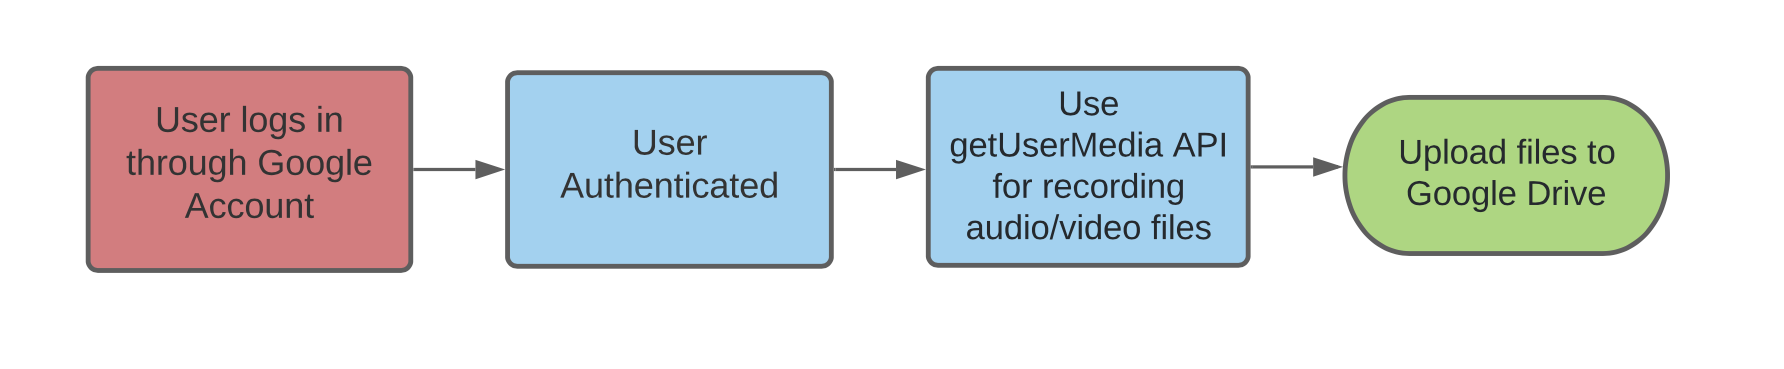 User logs in
through Google
Account
User
Authenticated
Use
getUserMedia API
for recording
audio/video files
Upload files to
Google Drive